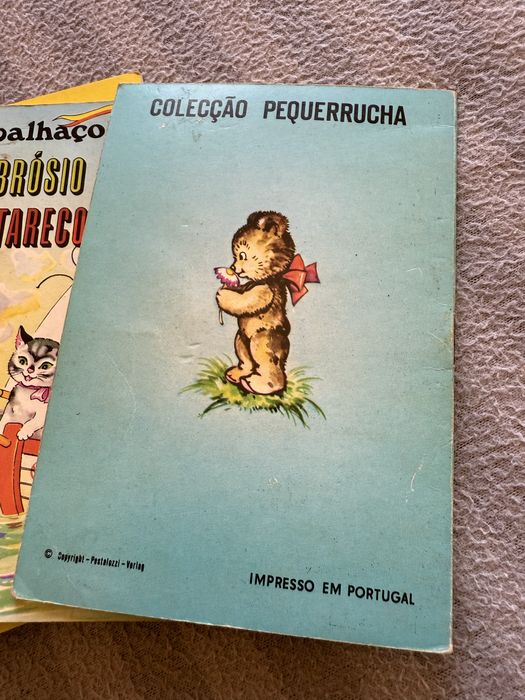 COLECÇÃO PEQUERRUCHA
© Copyright - Pestalozzi - Verlag
IMPRESSO EM PORTUGAL
palhaço
BRÓSIO
TARECO